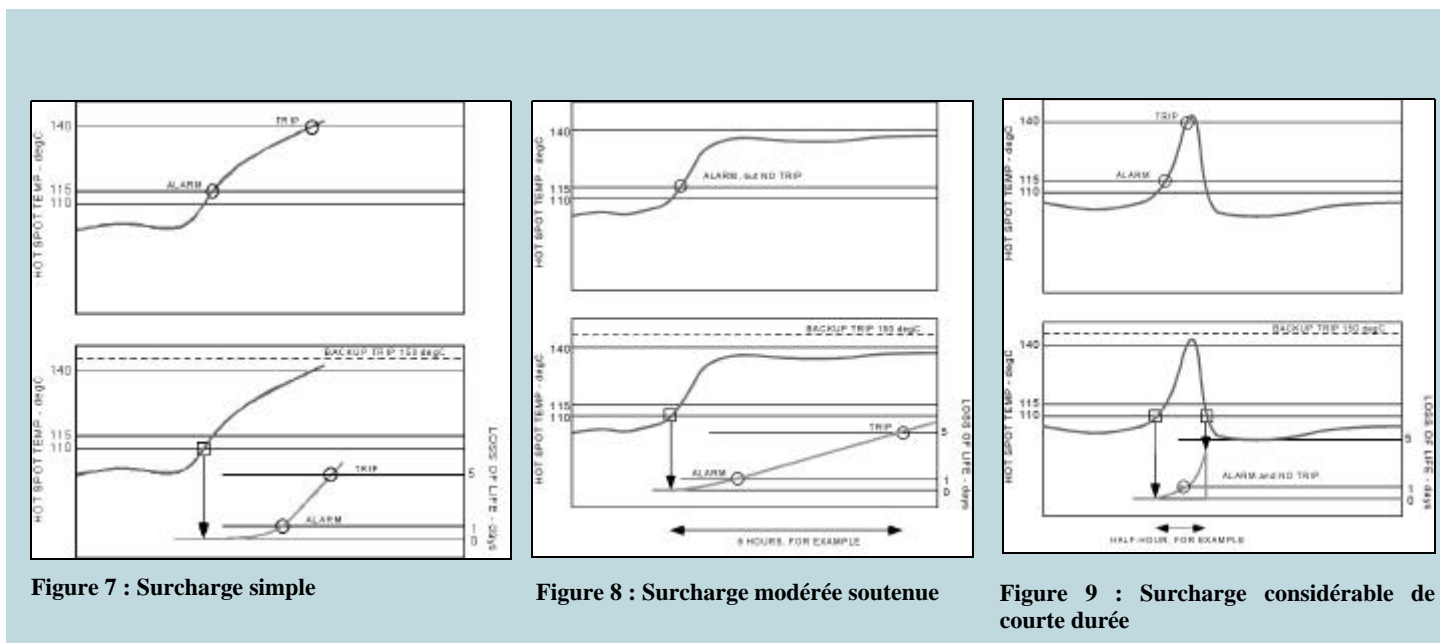 HOT SPOT TEMP - degC
140
115
110
TRIP
ALARM
HOT SPOT TEMP - degC
140
115
110
BACKUP TRIP 150 degC
TRIP
ALARM
5
1
0
LOSS OF LIFE - days
Figure 7 : Surcharge simple
HOT SPOT TEMP - degC
140
115
110
ALARM, but NO TRIP
HOT SPOT TEMP - degC
140
115
110
BACKUP TRIP 150 degC
TRIP
ALARM
5
1
0
LOSS OF LIFE - days
HOURS, FOR EXAMPLE
Figure 8 : Surcharge modérée soutenue
HOT SPOT TEMP - degC
140
115
110
TRIP
ALARM
HOT SPOT TEMP - degC
140
115
110
BACKUP TRIP 150 degC
ALARM and NO TRIP
5
1
0
LOSS OF LIFE - days
HALF-HOUR, FOR EXAMPLE
Figure 9 : Surcharge considérable de
courte durée